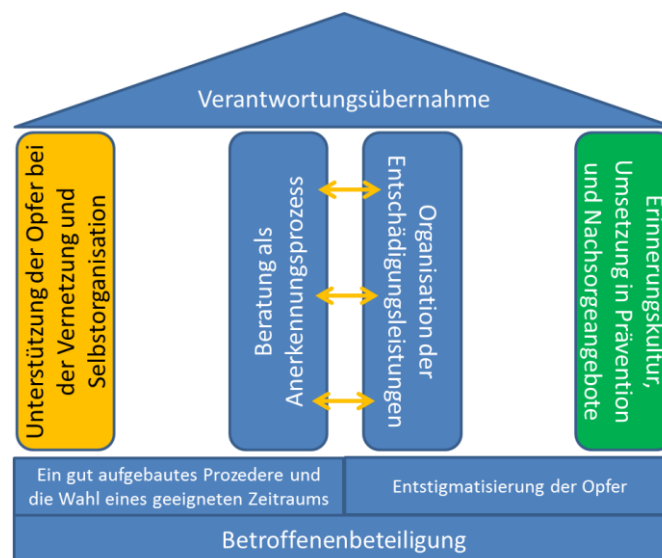 Verantwortungsübernahme
Unterstützung der Opfer bei
der Vernetzung und
Selbstorganisation
Beratung als
Anerkennungsprozess
Organisation der
Entschädigungsleistungen
Erinnerungskultur,
Umsetzung in Prävention
und Nachsorgeangebote
Ein gut aufgebautes Prozedere und
die Wahl eines geeigneten Zeitraums
Entstigmatisierung der Opfer
Betroffenenbeteiligung